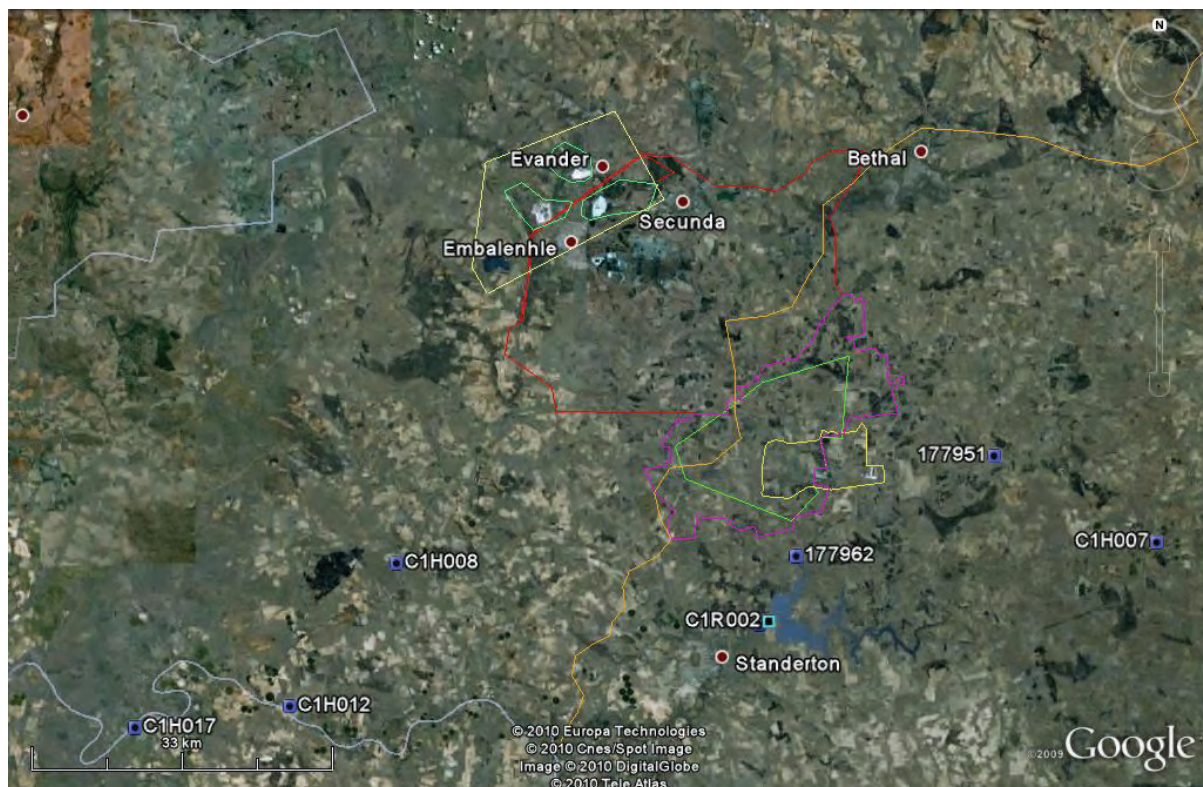 N
Evander
Bethal
Secunda
Embalenhle
177951
C1H007
C1H008
177962
C1R002
Standerton
C1H012
C1H017
33 km
© 2010 Europa Technologies
© 2010 Cnes/Spot Image
Image © 2010 DigitalGlobe
© 2010 Tele Atlas
©2009 Google